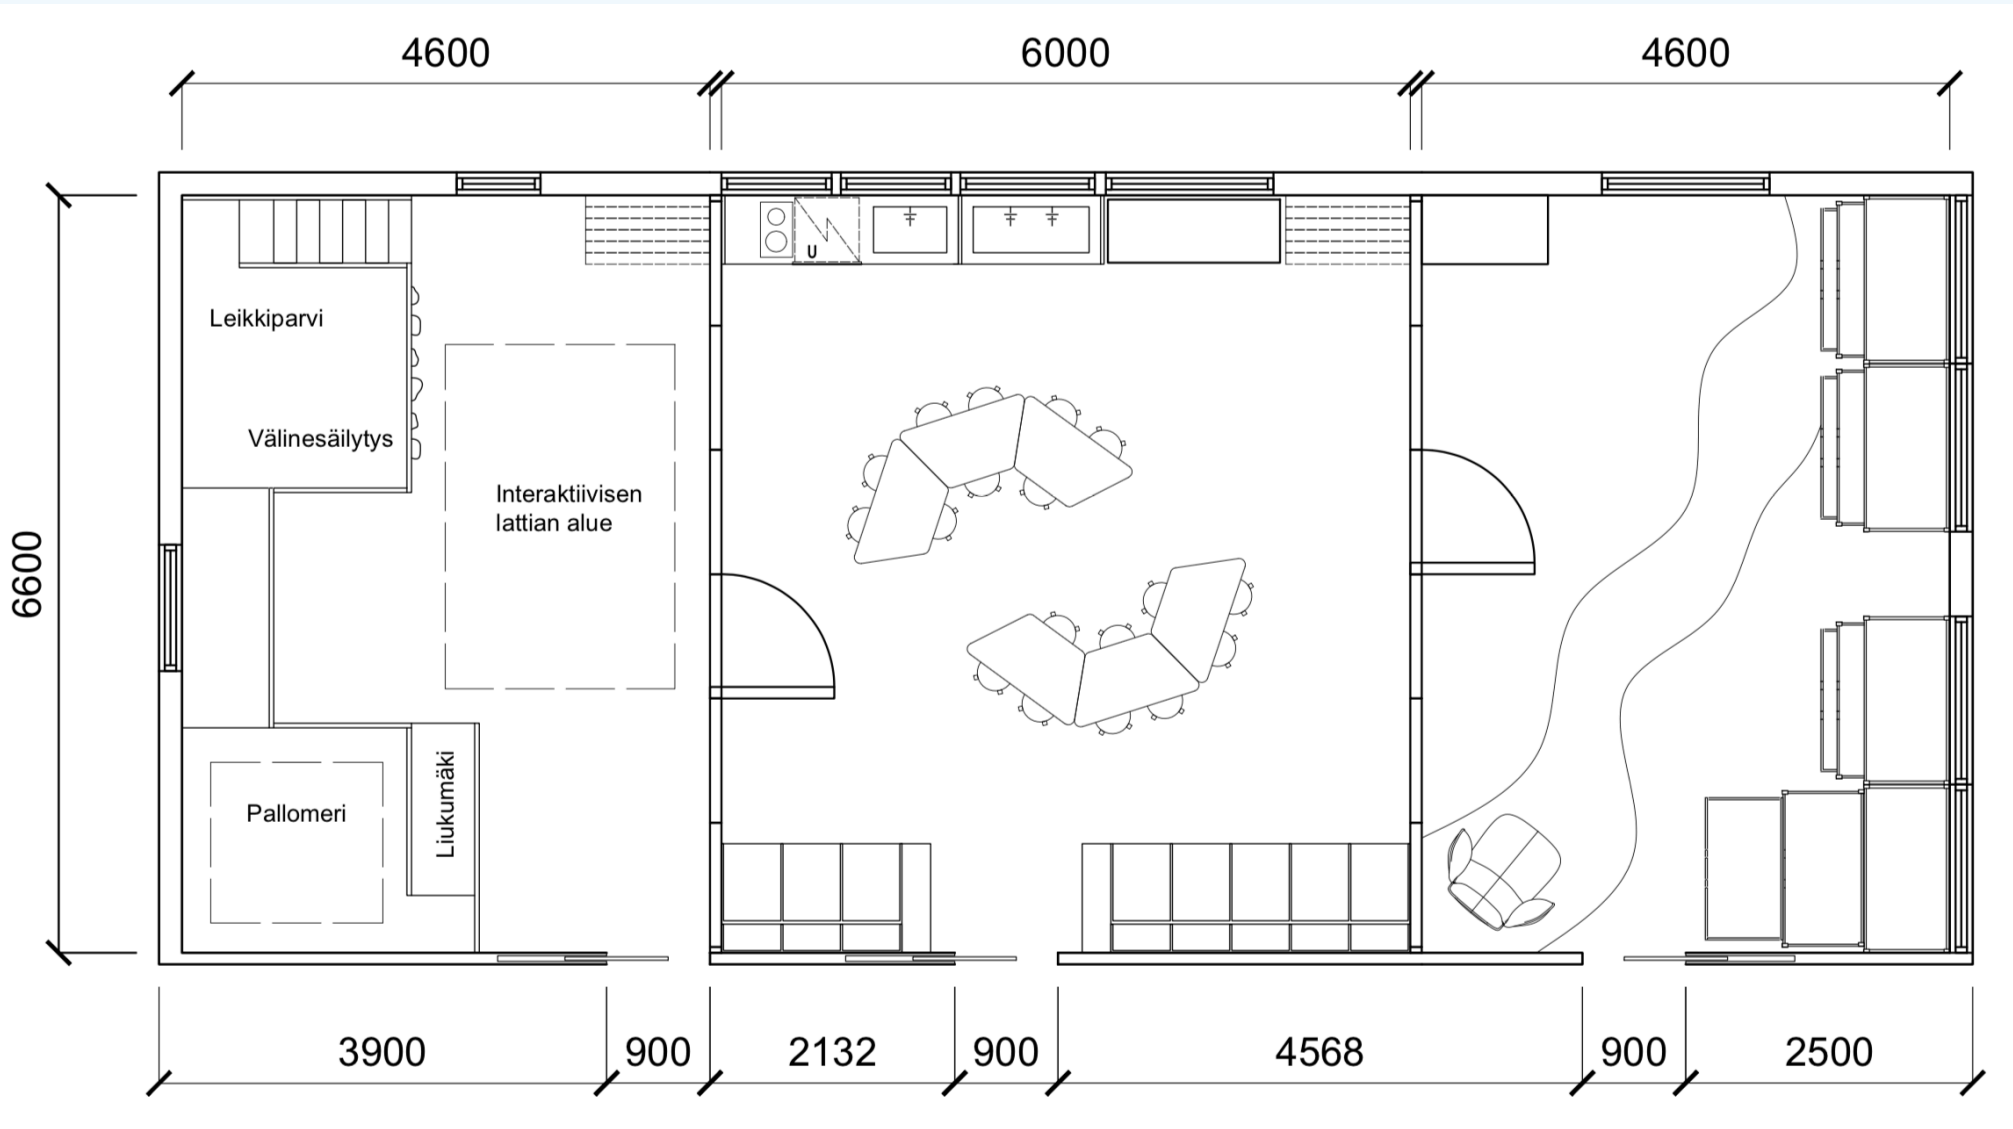 4600
6000
4600
6600
U
Leikkiparvi
Välinesäilytys
Interaktiivisen
lattian alue
Pallomeri
Liukumäki
3900
900
2132
900
4568
900
2500